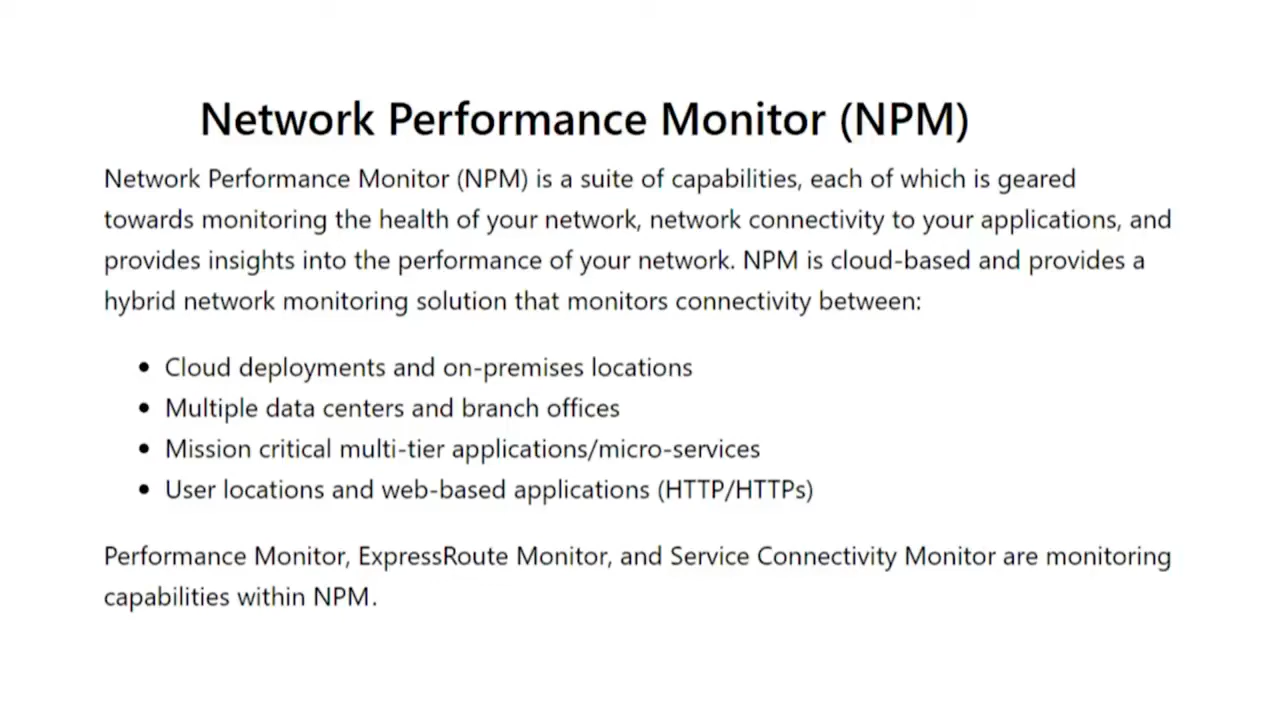 Network Performance Monitor (NPM)
Network Performance Monitor (NPM) is a suite of capabilities, each of which is geared
towards monitoring the health of your network, network connectivity to your applications, and
provides insights into the performance of your network. NPM is cloud-based and provides a
hybrid network monitoring solution that monitors connectivity between:
• Cloud deployments and on-premises locations
• Multiple data centers and branch offices
• Mission critical multi-tier applications/micro-services
• User locations and web-based applications (HTTP/HTTPs)
Performance Monitor, ExpressRoute Monitor, and Service Connectivity Monitor are monitoring
capabilities within NPM.